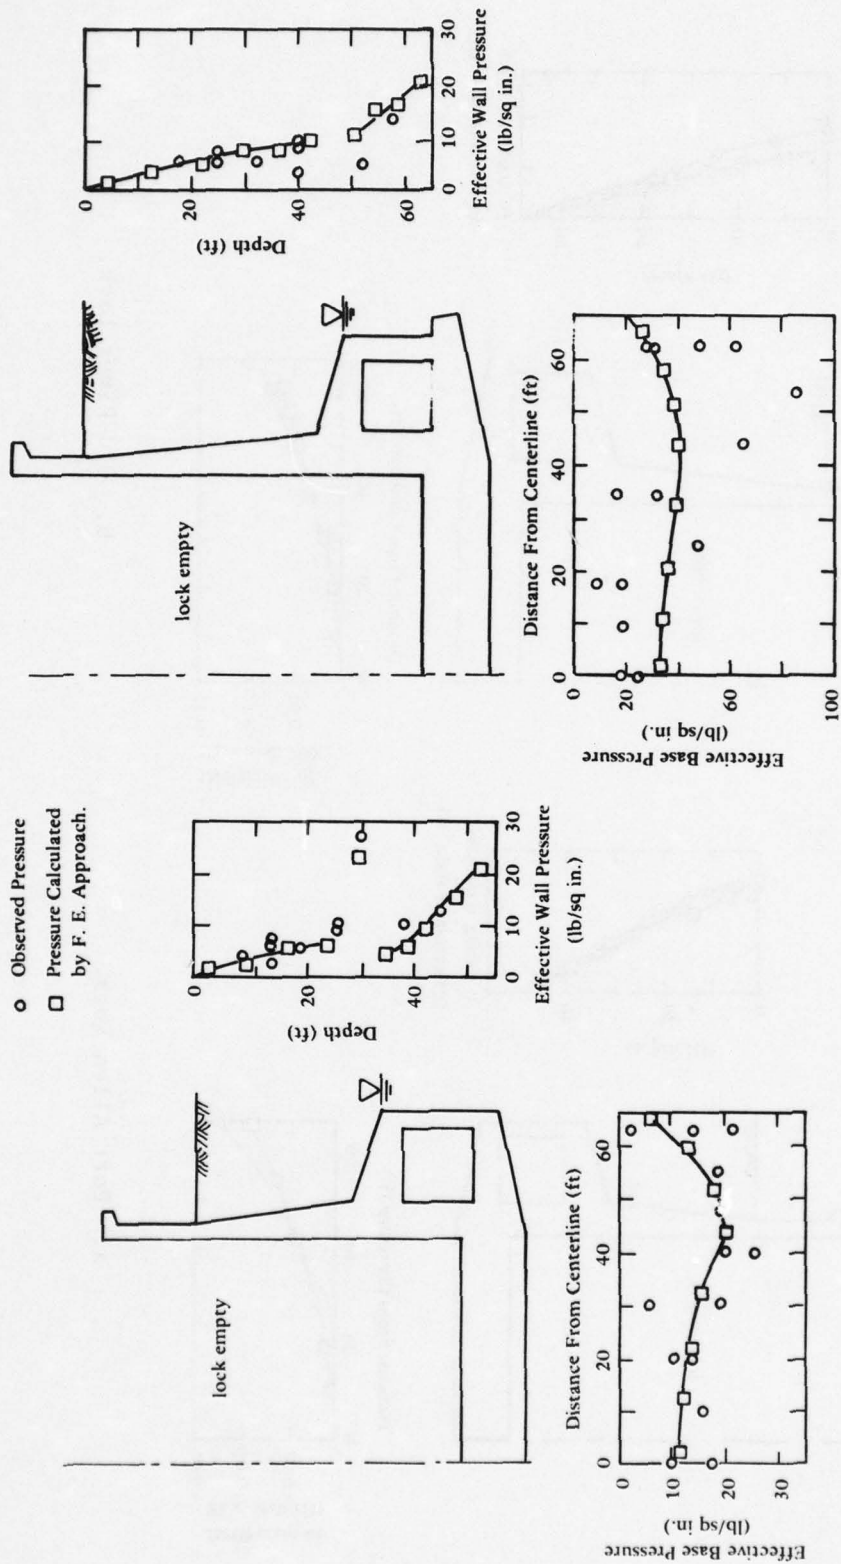 ○ Observed Pressure
□ Pressure Calculated
by F. E. Approach.
lock empty
0
20
40
Depth (ft)
0
10
20
30
Effective Wall Pressure
(lb/sq in.)
Distance From Centerline (ft)
0
20
40
60
0
10
20
30
Effective Base Pressure
(lb/sq in.)
lock empty
0
20
40
60
Depth (ft)
0
10
20
30
Effective Wall Pressure
(lb/sq in.)
Distance From Centerline (ft)
0
20
40
60
0
20
60
100
Effective Base Pressure
(lb/sq in.)